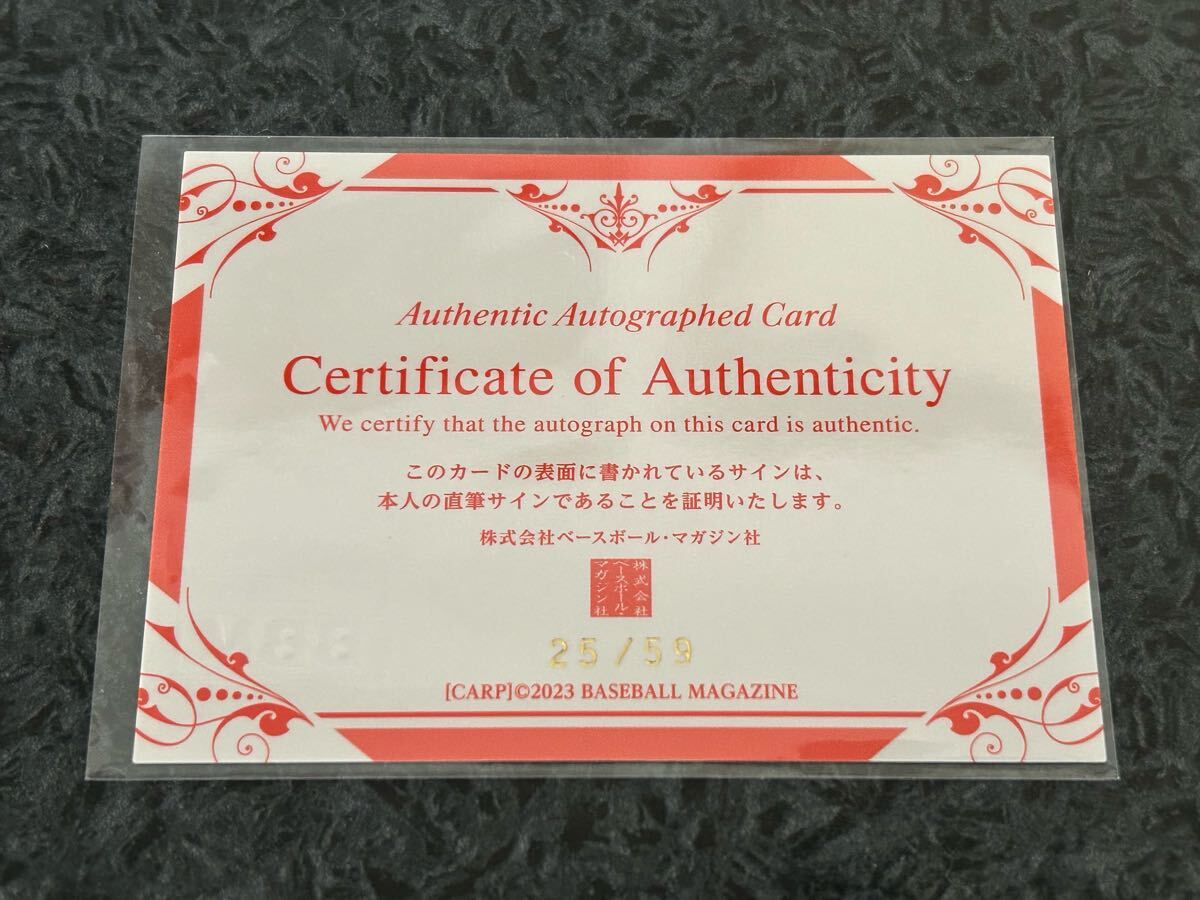 Authentic Autographed Card
Certificate of Authenticity
We certify that the autograph on this card is authentic.
このカードの表面に書かれているサインは、
本人の直筆サインであることを証明いたします。
株式会社ベースボール・マガジン社
株式会社
ベースボール・
マガジン社
25/59
[CARP]©2023 BASEBALL MAGAZINE